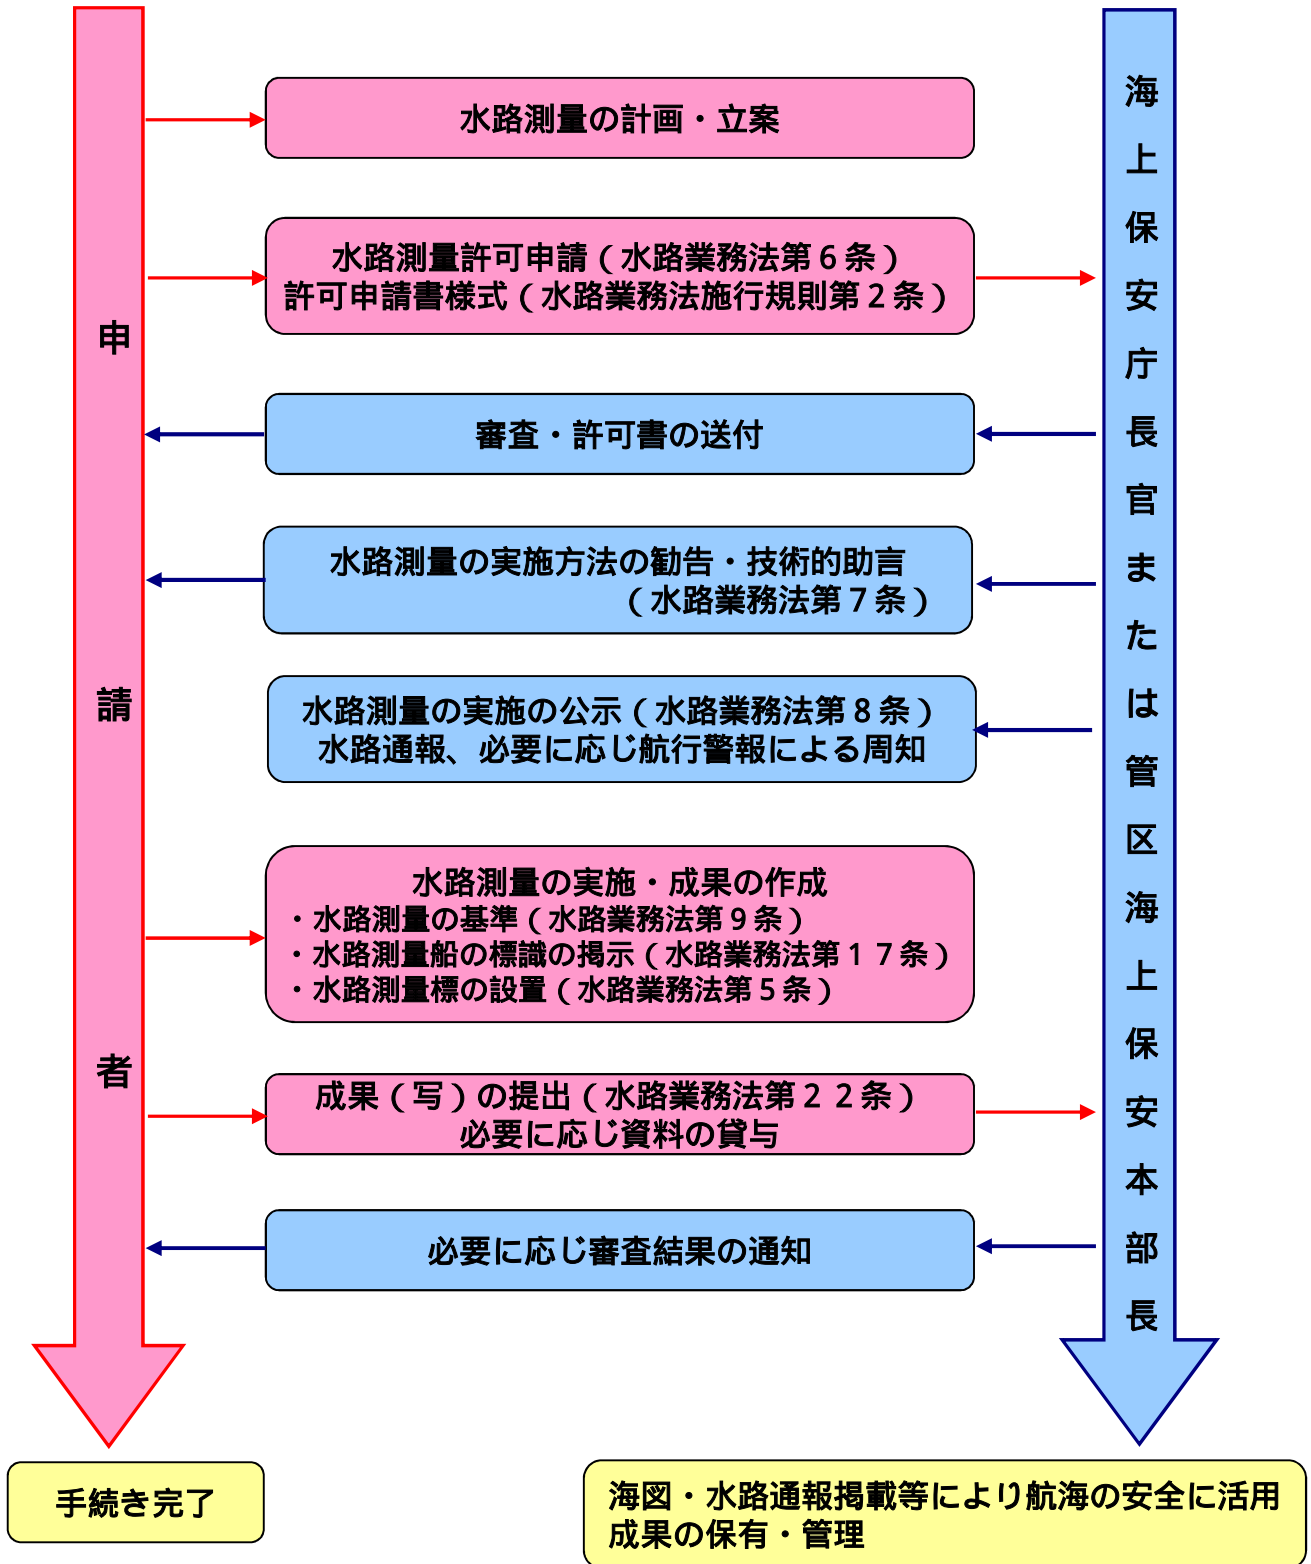 水路測量の計画・立案
水路測量許可申請（水路業務法第６条）
許可申請書様式（水路業務法施行規則第２条）
審査・許可書の送付
水路測量の実施方法の勧告・技術的助言
（水路業務法第７条）
水路測量の実施の公示（水路業務法第８条）
水路通報、必要に応じ航行警報による周知
水路測量の実施・成果の作成
・水路測量の基準（水路業務法第９条）
・水路測量船の標識の掲示（水路業務法第１７条）
・水路測量標の設置（水路業務法第５条）
成果（写）の提出（水路業務法第２２条）
必要に応じ資料の貸与
必要に応じ審査結果の通知
申請者
海上保安庁長官または管区海上保安本部長
手続き完了
海図・水路通報掲載等により航海の安全に活用
成果の保有・管理